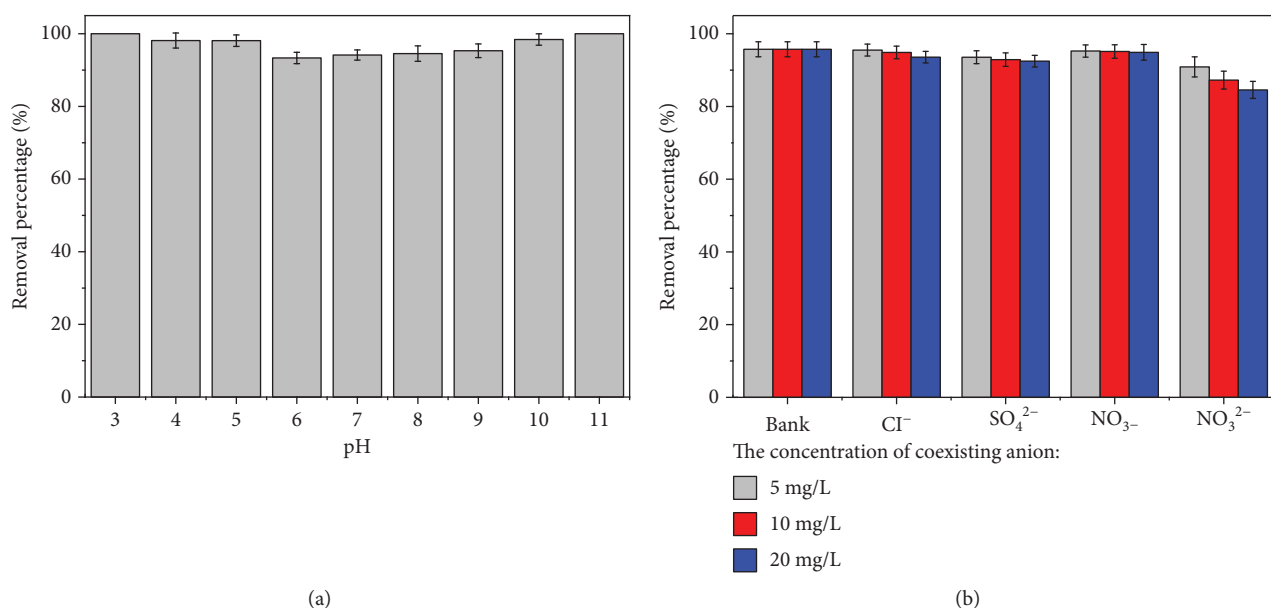 100
80
60
40
20
0
Removal percentage (%)
3 4 5 6 7 8 9 10 11
pH
(a)
100
80
60
40
20
0
Removal percentage (%)
Bank CI⁻ SO₄²⁻ NO₃₋ NO₃²⁻
The concentration of coexisting anion:
5 mg/L
10 mg/L
20 mg/L
(b)